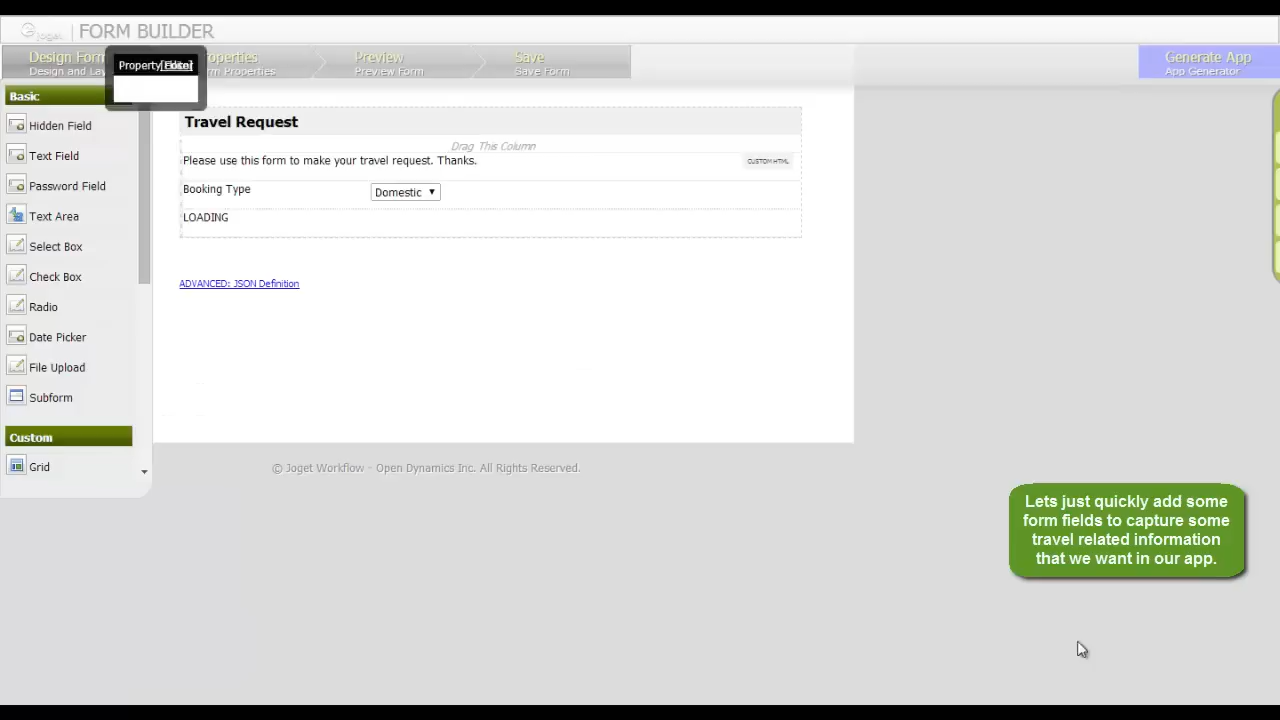 Joget | FORM BUILDER
Design Form
Design and Lay
Properties
rm Properties
Preview
Preview Form
Save
Save Form
Generate App
App Generator
Property
Basic
Hidden Field
Text Field
Password Field
Text Area
Select Box
Check Box
Radio
Date Picker
File Upload
Subform
Custom
Grid
Travel Request
Drag This Column
Please use this form to make your travel request. Thanks.
CUSTOM HTML
Booking Type
Domestic
LOADING
ADVANCED: JSON Definition
© Joget Workflow - Open Dynamics Inc. All Rights Reserved.
Lets just quickly add some
form fields to capture some
travel related information
that we want in our app.